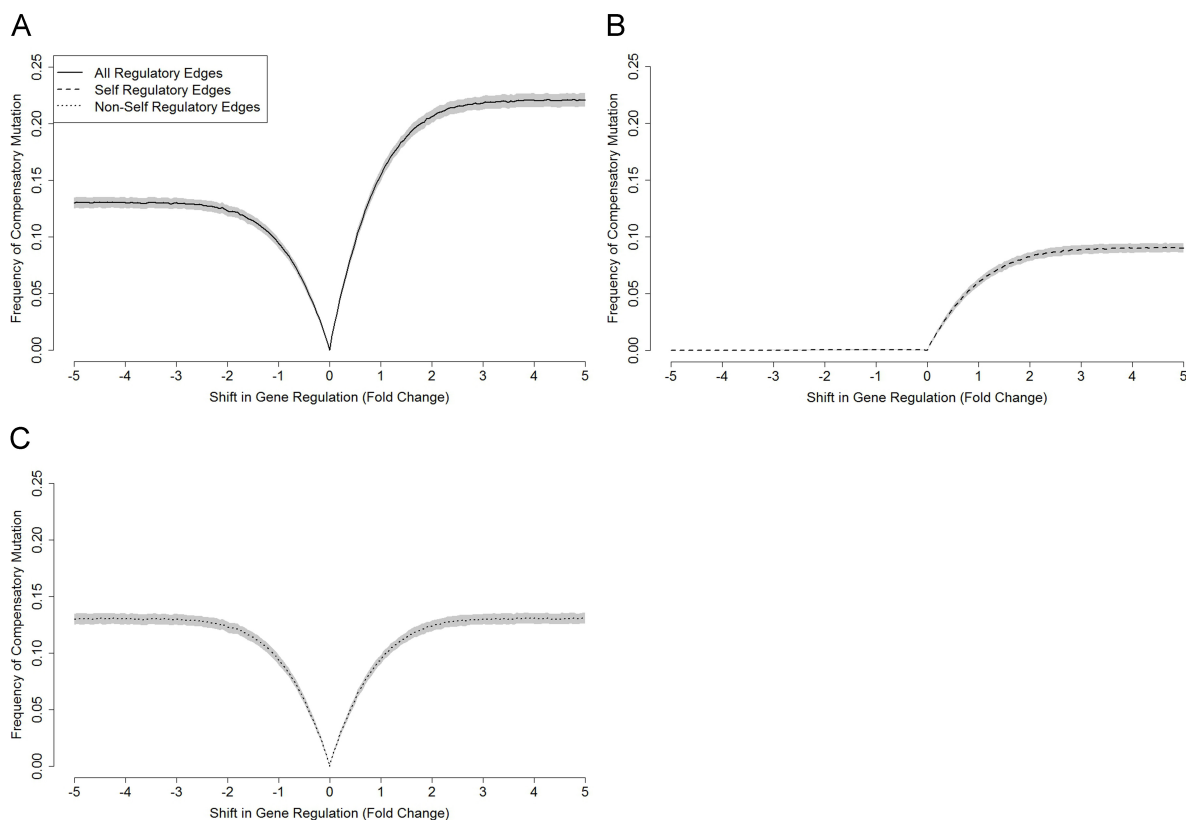 A
B
All Regulatory Edges
Self Regulatory Edges
Non-Self Regulatory Edges
Frequency of Compensatory Mutation
0.00 0.05 0.10 0.15 0.20 0.25
-5 -4 -3 -2 -1 0 1 2 3 4 5
Shift in Gene Regulation (Fold Change)
Frequency of Compensatory Mutation
0.00 0.05 0.10 0.15 0.20 0.25
-5 -4 -3 -2 -1 0 1 2 3 4 5
Shift in Gene Regulation (Fold Change)
C
Frequency of Compensatory Mutation
0.00 0.05 0.10 0.15 0.20 0.25
-5 -4 -3 -2 -1 0 1 2 3 4 5
Shift in Gene Regulation (Fold Change)